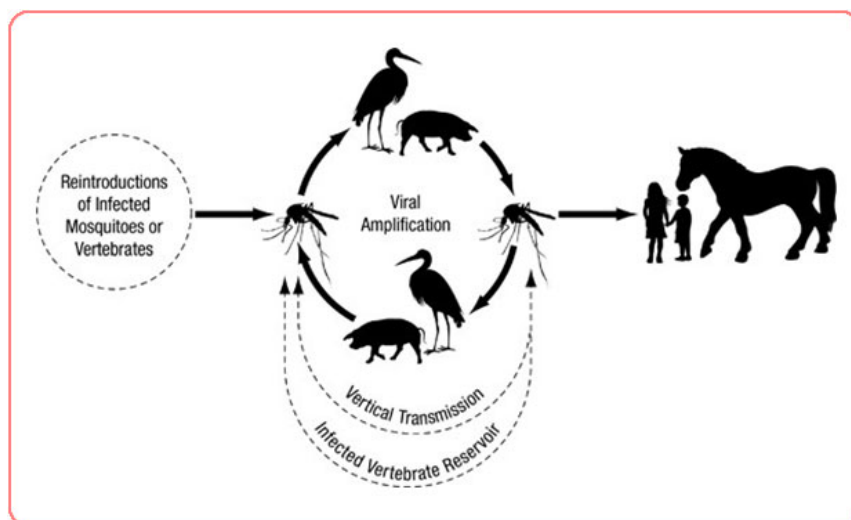 Reintroductions
of Infected
Mosquitoes or
Vertebrates
Viral
Amplification
Vertical Transmission
Infected Vertebrate Reservoir